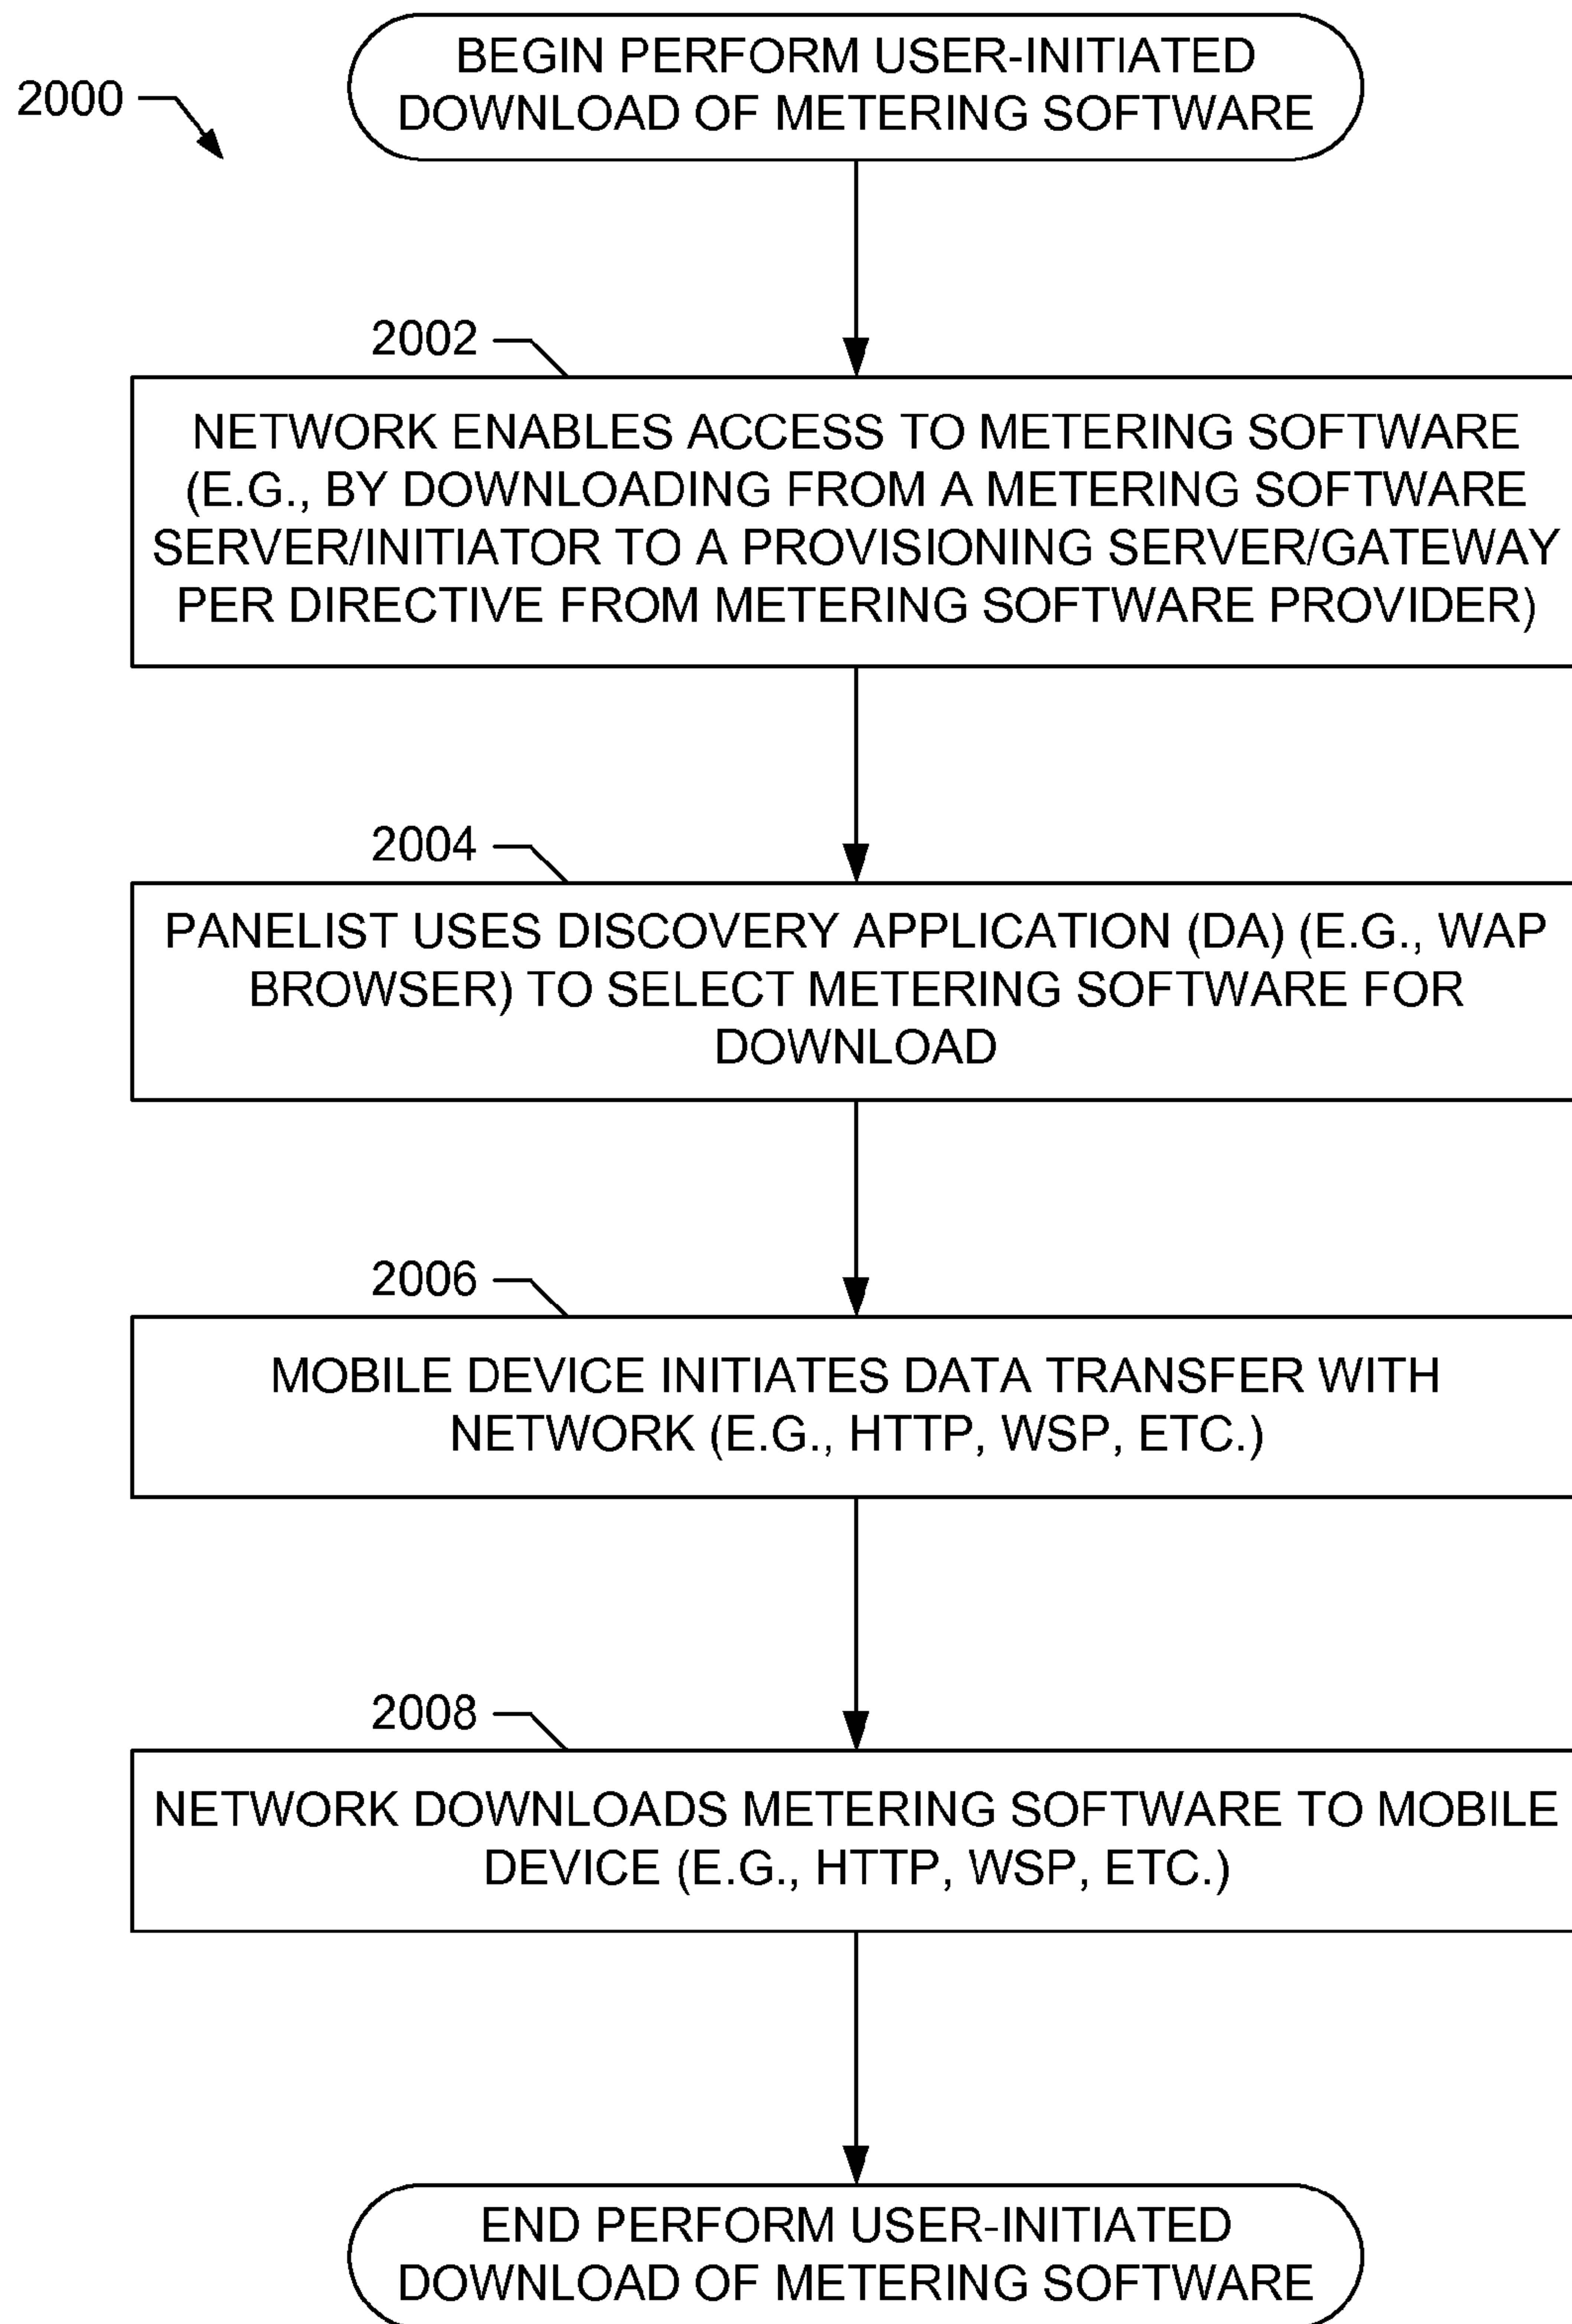 BEGIN PERFORM USER-INITIATED
DOWNLOAD OF METERING SOFTWARE
2000
2002
NETWORK ENABLES ACCESS TO METERING SOFTWARE
(E.G., BY DOWNLOADING FROM A METERING SOFTWARE
SERVER/INITIATOR TO A PROVISIONING SERVER/GATEWAY
PER DIRECTIVE FROM METERING SOFTWARE PROVIDER)
2004
PANELIST USES DISCOVERY APPLICATION (DA) (E.G., WAP
BROWSER) TO SELECT METERING SOFTWARE FOR
DOWNLOAD
2006
MOBILE DEVICE INITIATES DATA TRANSFER WITH
NETWORK (E.G., HTTP, WSP, ETC.)
2008
NETWORK DOWNLOADS METERING SOFTWARE TO MOBILE
DEVICE (E.G., HTTP, WSP, ETC.)
END PERFORM USER-INITIATED
DOWNLOAD OF METERING SOFTWARE